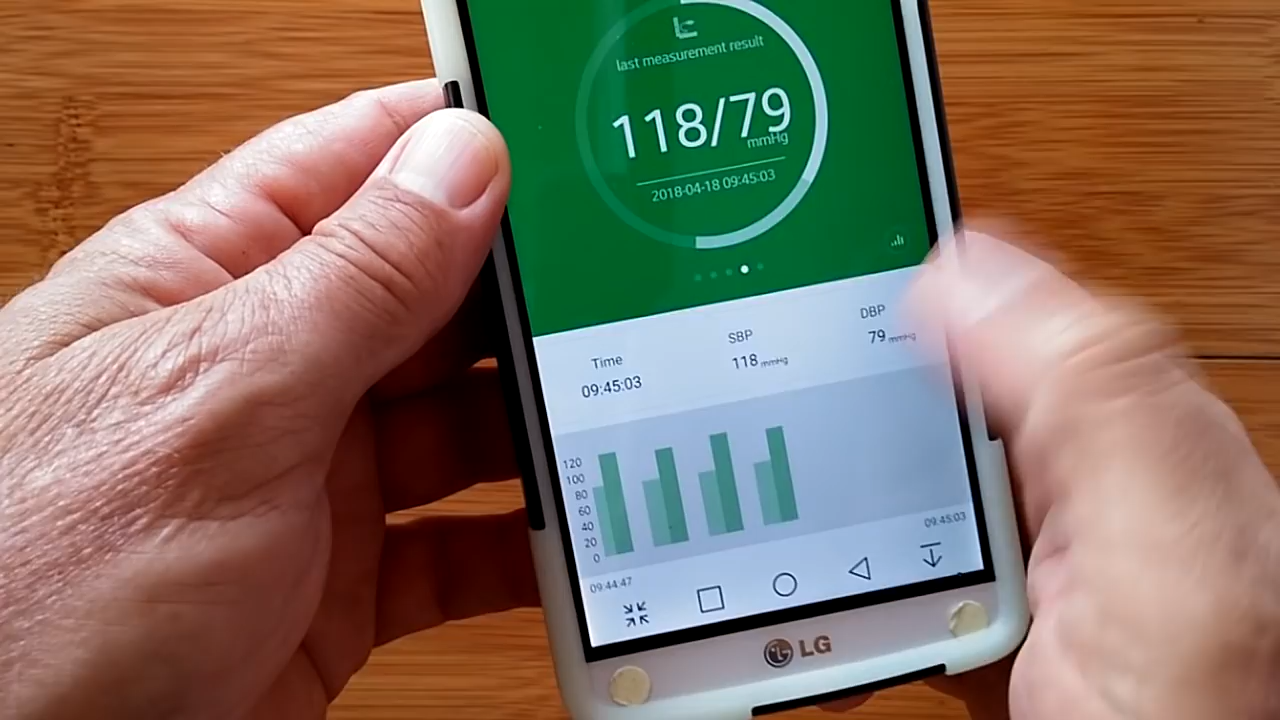 last measurement result
118/79
mmHg
2018-04-18 09:45:03
Time
09:45:03
SBP
118 mmHg
DBP
79 mmHg
120
100
80
60
40
20
0
09:44:47
09:45:03
LG